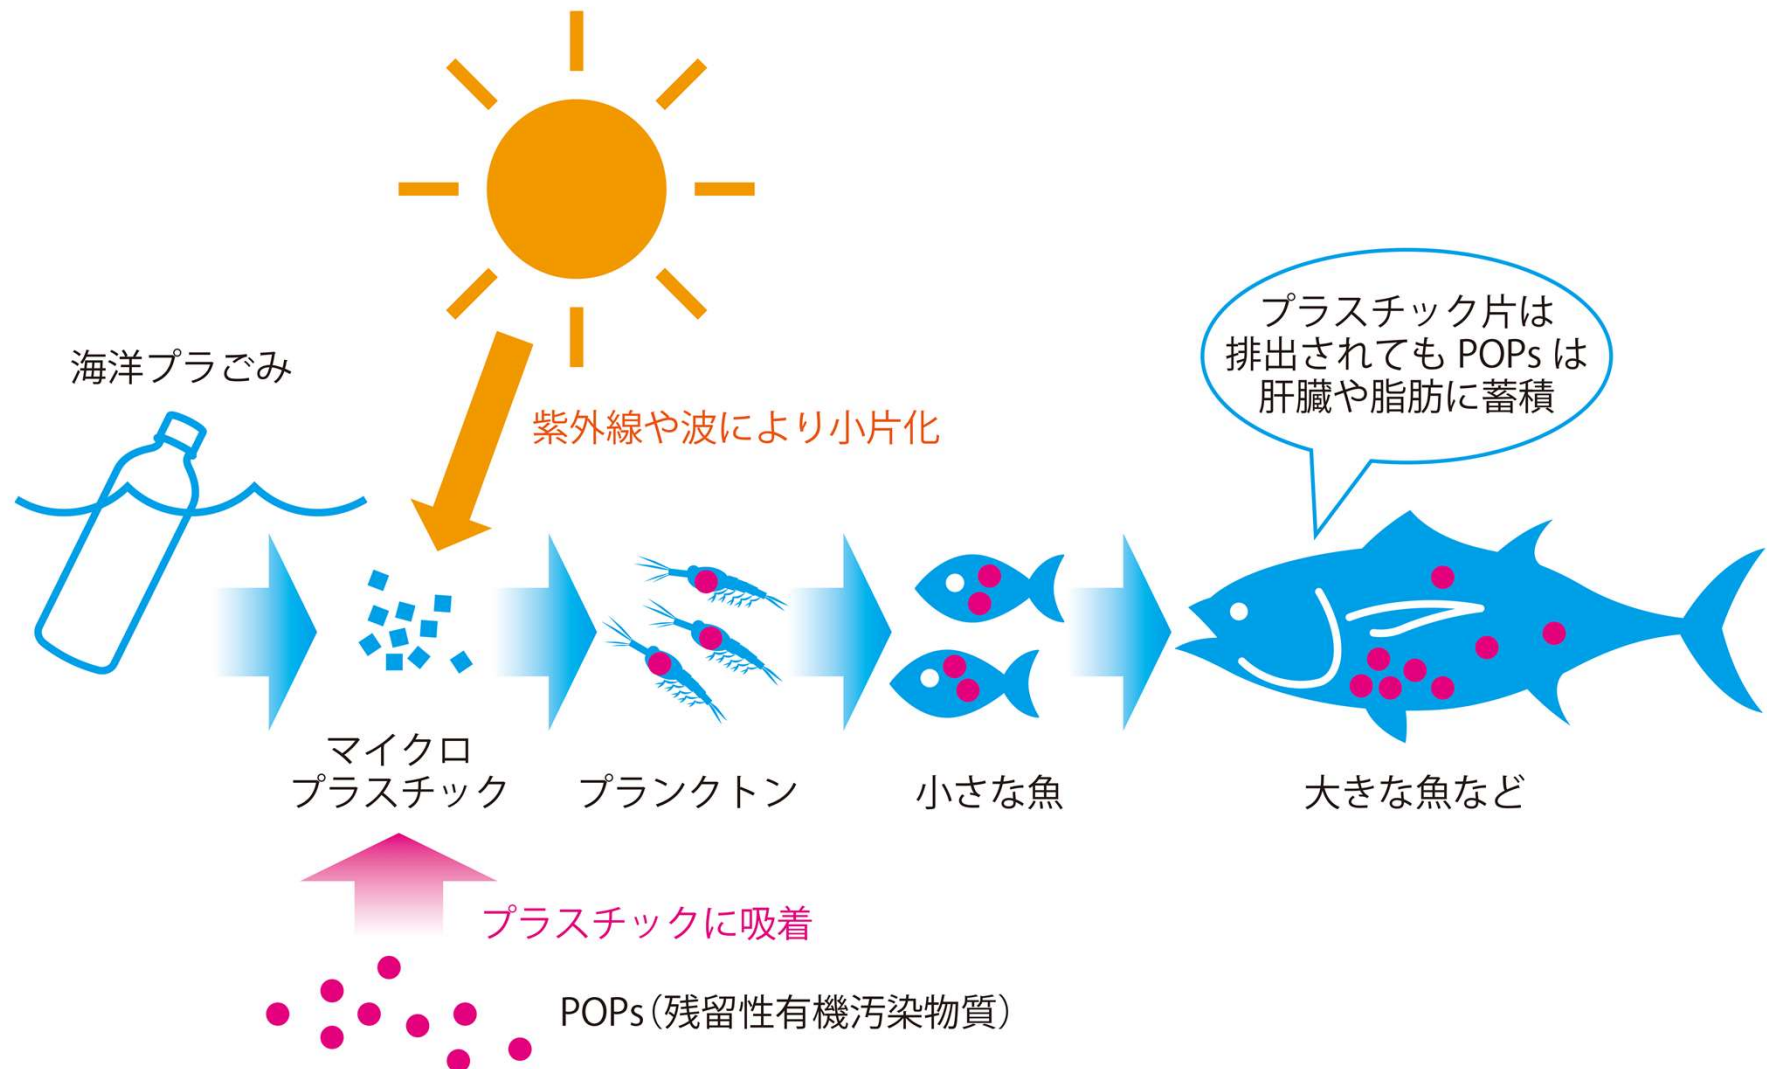 海洋プラごみ
紫外線や波により小片化
プラスチック片は
排出されても POPs は
肝臓や脂肪に蓄積
マイクロ
プラスチック
プランクトン
小さな魚
大きな魚など
プラスチックに吸着
POPs（残留性有機汚染物質）